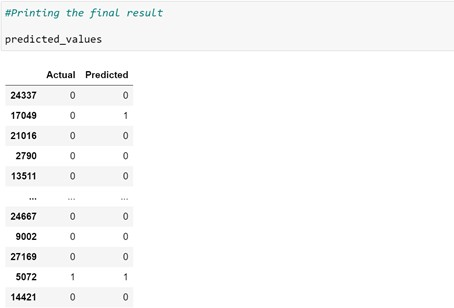 #Printing the final result
predicted_values
Actual Predicted
24337 0 0
17049 0 1
21016 0 0
2790 0 0
13511 0 0
... ... ...
24667 0 0
9002 0 0
27169 0 0
5072 1 1
14421 0 0